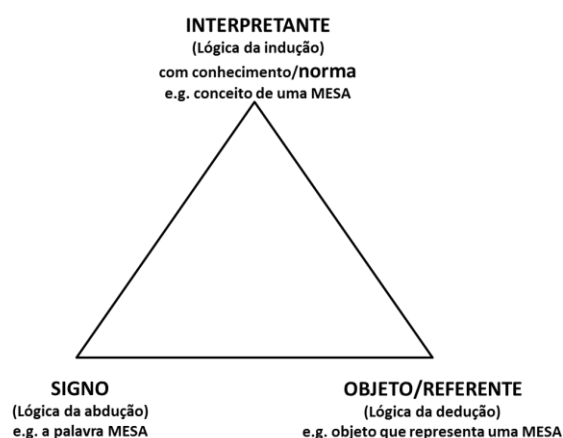 INTERPRETANTE
(Lógica da indução)
com conhecimento/norma
e.g. conceito de uma MESA
SIGNO
(Lógica da abdução)
e.g. a palavra MESA
OBJETO/REFERENTE
(Lógica da dedução)
e.g. objeto que representa uma MESA